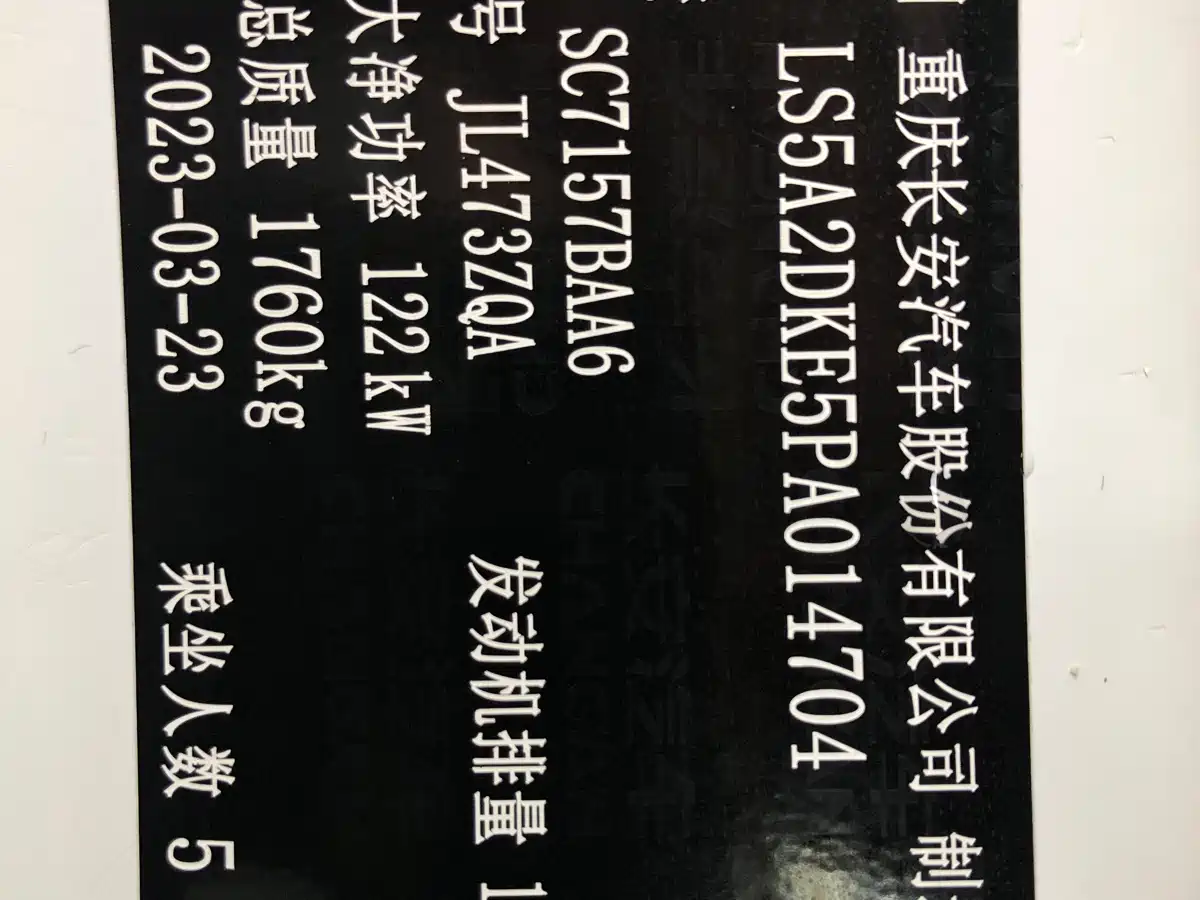 重庆长安汽车股份有限公司 制
LS5A2DKE5PA014704
SC7157BAA6
号 JL473ZQA 发动机排量 1
大净功率 122kW
总质量 1760kg
2023-03-23 乘坐人数 5